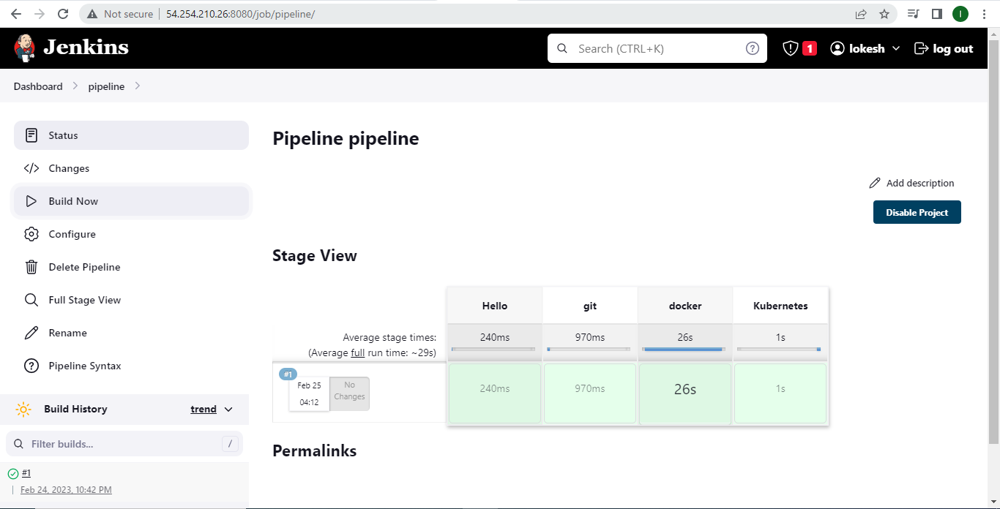 Not secure
54.254.210.26:8080/job/pipeline/
I
Jenkins
Search (CTRL+K)
?
1
lokesh
log out
Dashboard
pipeline
Status
Changes
Build Now
Configure
Delete Pipeline
Full Stage View
Rename
Pipeline Syntax
Build History
trend
Filter builds...
/
#1
Feb 24, 2023, 10:42 PM
Pipeline pipeline
Add description
Disable Project
Stage View
Hello git docker Kubernetes
Average stage times: 240ms 970ms 26s 1s
(Average full run time: ~29s)
#1
Feb 25
04:12
No
Changes
240ms 970ms 26s 1s
Permalinks